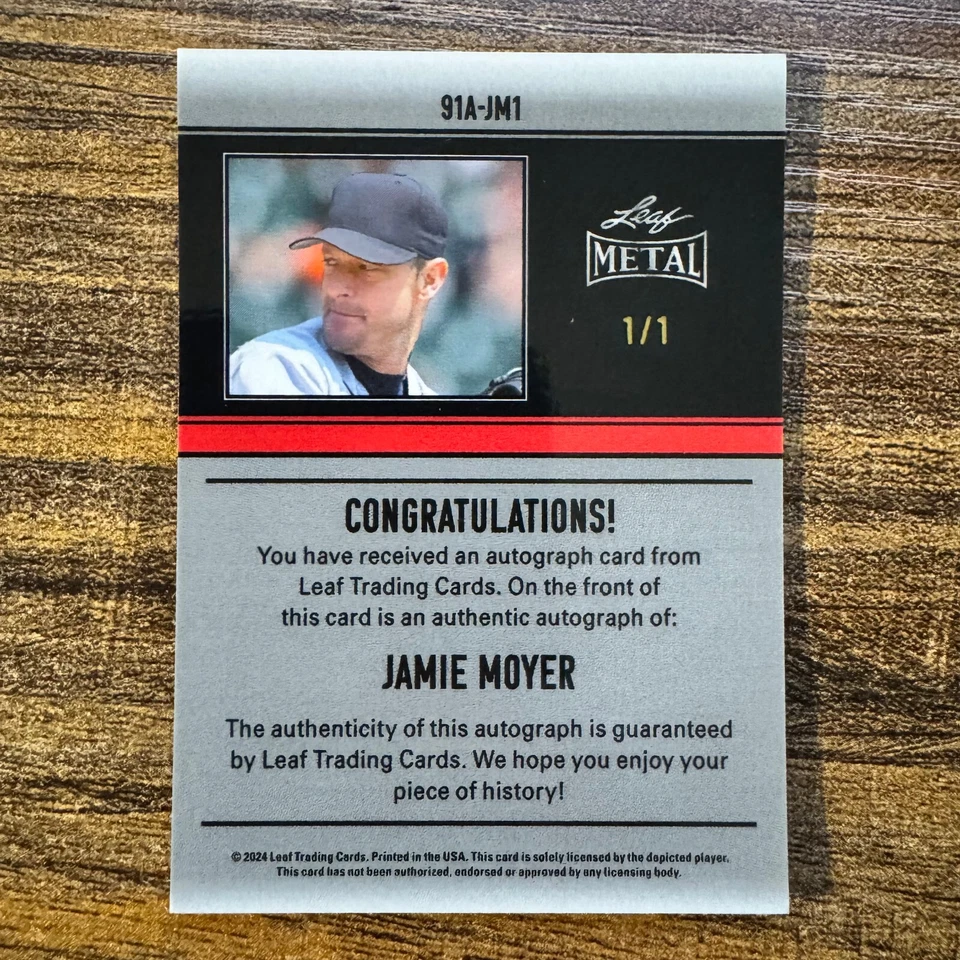 91A-JM1
Leaf
METAL
1/1
CONGRATULATIONS!
You have received an autograph card from
Leaf Trading Cards. On the front of
this card is an authentic autograph of:
JAMIE MOYER
The authenticity of this autograph is guaranteed
by Leaf Trading Cards. We hope you enjoy your
piece of history!
© 2024 Leaf Trading Cards. Printed in the USA. This card is solely licensed by the depicted player.
This card has not been authorized, endorsed or approved by any licensing body.